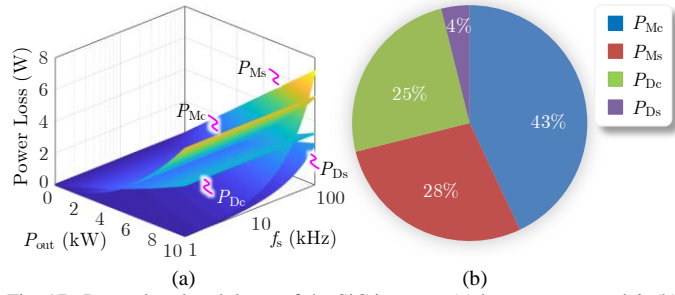 8
6
4
2
0
Power Loss (W)
P_Ms
P_Mc
P_Dc
P_Ds
0
2
4
6
8
10
P_out (kW)
1
10
100
f_s (kHz)
(a)
4%
25%
43%
28%
(b)
P_Mc
P_Ms
P_Dc
P_Ds